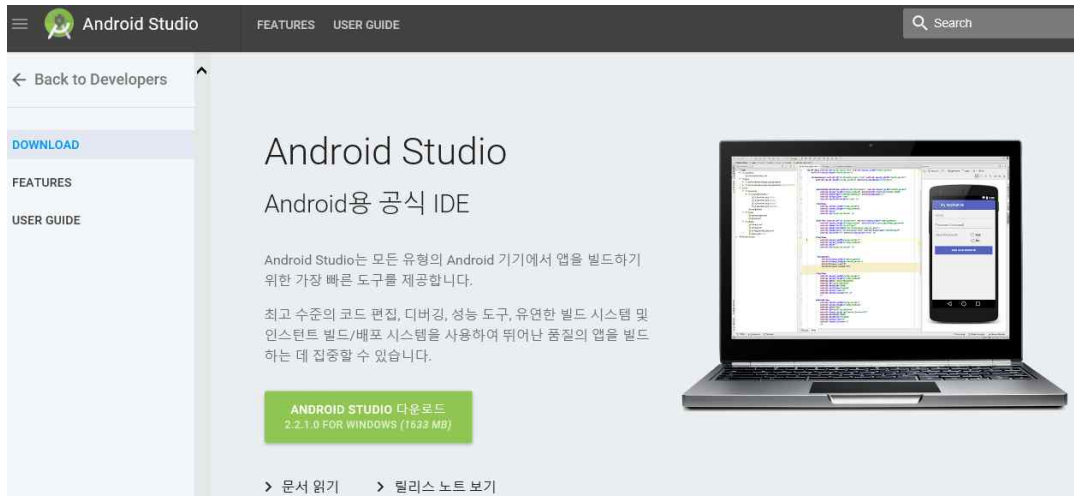 Android Studio
FEATURES
USER GUIDE
Search
Back to Developers
DOWNLOAD
FEATURES
USER GUIDE
Android Studio
Android용 공식 IDE
Android Studio는 모든 유형의 Android 기기에서 앱을 빌드하기
위한 가장 빠른 도구를 제공합니다.
최고 수준의 코드 편집, 디버깅, 성능 도구, 유연한 빌드 시스템 및
인스턴트 빌드/배포 시스템을 사용하여 뛰어난 품질의 앱을 빌드
하는 데 집중할 수 있습니다.
ANDROID STUDIO 다운로드
2.2.1.0 FOR WINDOWS (1633 MB)
문서 읽기
릴리스 노트 보기